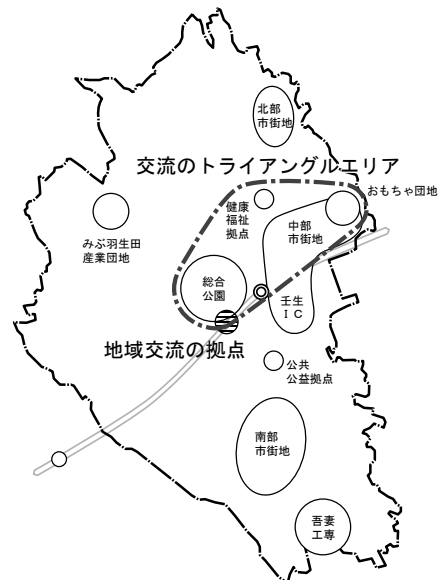 北部
市街地
交流のトライアングルエリア
おもちゃ団地
健康
福祉
拠点
中部
市街地
みぶ羽生田
産業団地
総合
公園
壬生
IC
地域交流の拠点
公共
公益拠点
南部
市街地
吾妻
工専